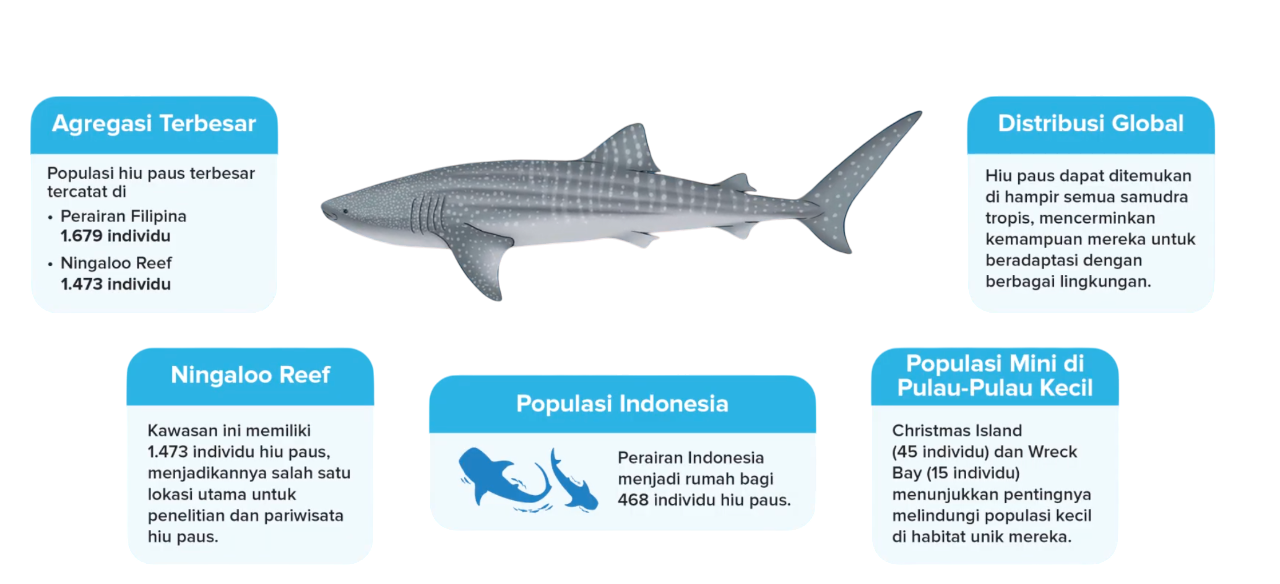 Agregasi Terbesar
Populasi hiu paus terbesar
tercatat di
• Perairan Filipina
1.679 individu
• Ningaloo Reef
1.473 individu
Distribusi Global
Hiu paus dapat ditemukan
di hampir semua samudra
tropis, mencerminkan
kemampuan mereka untuk
beradaptasi dengan
berbagai lingkungan.
Ningaloo Reef
Kawasan ini memiliki
1.473 individu hiu paus,
menjadikannya salah satu
lokasi utama untuk
penelitian dan pariwisata
hiu paus.
Populasi Indonesia
Perairan Indonesia
menjadi rumah bagi
468 individu hiu paus.
Populasi Mini di
Pulau-Pulau Kecil
Christmas Island
(45 individu) dan Wreck
Bay (15 individu)
menunjukkan pentingnya
melindungi populasi kecil
di habitat unik mereka.